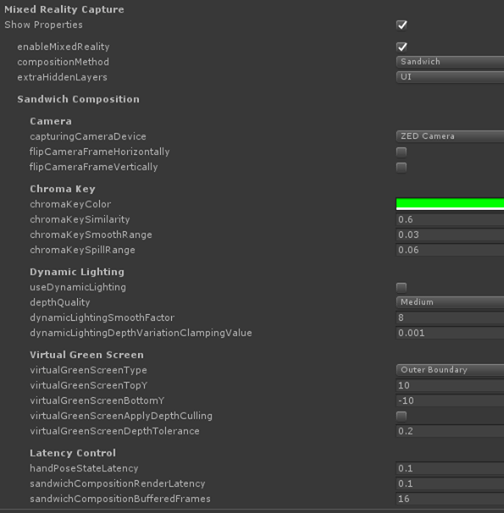 Mixed Reality Capture
Show Properties
enableMixedReality
compositionMethod Sandwich
extraHiddenLayers UI
Sandwich Composition
Camera
capturingCameraDevice ZED Camera
flipCameraFrameHorizontally
flipCameraFrameVertically
Chroma Key
chromaKeyColor
chromaKeySimilarity 0.6
chromaKeySmoothRange 0.03
chromaKeySpillRange 0.06
Dynamic Lighting
useDynamicLighting
depthQuality Medium
dynamicLightingSmoothFactor 8
dynamicLightingDepthVariationClampingValue 0.001
Virtual Green Screen
virtualGreenScreenType Outer Boundary
virtualGreenScreenTopY 10
virtualGreenScreenBottomY -10
virtualGreenScreenApplyDepthCulling
virtualGreenScreenDepthTolerance 0.2
Latency Control
handPoseStateLatency 0.1
sandwichCompositionRenderLatency 0.1
sandwichCompositionBufferedFrames 16